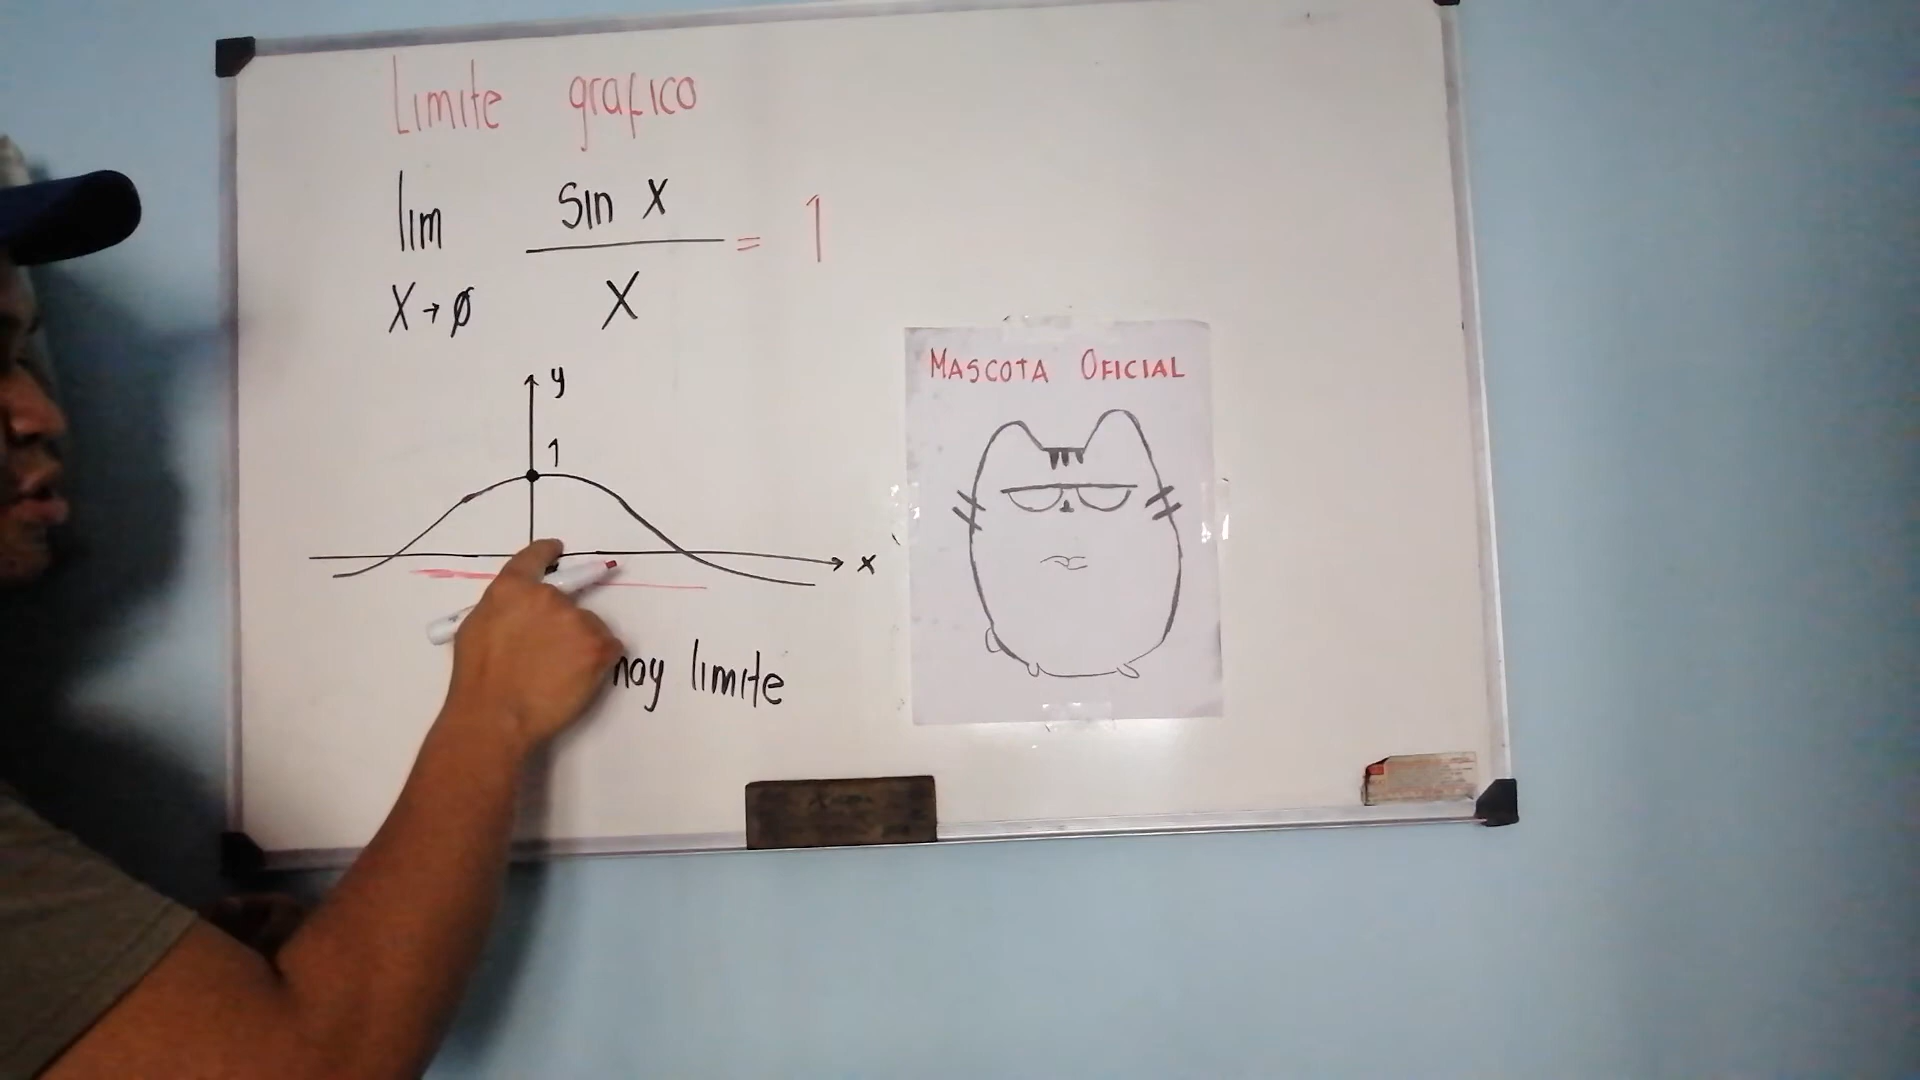 Limite grafico
lim sin x
x→0 x = 1
y
1
x
hay limite
MASCOTA OFICIAL